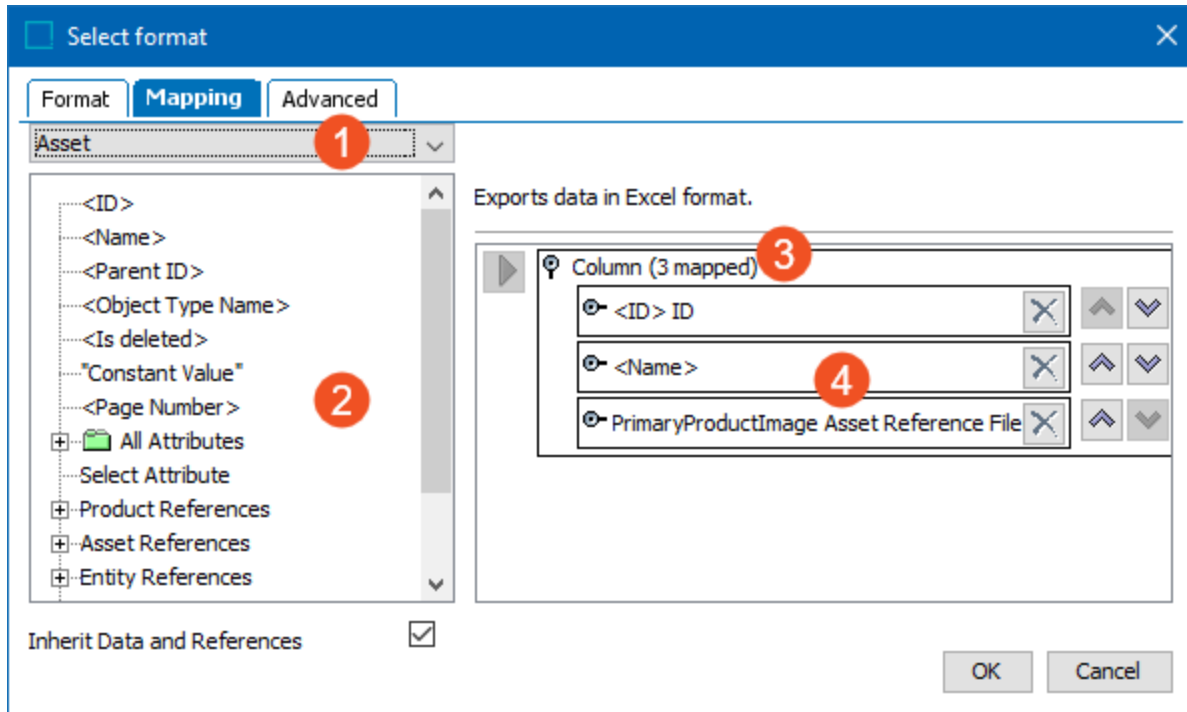 Select format
Format Mapping Advanced
Asset
1
<ID>
<Name>
<Parent ID>
<Object Type Name>
<Is deleted>
"Constant Value"
<Page Number>
2
All Attributes
Select Attribute
Product References
Asset References
Entity References
Inherit Data and References
Exports data in Excel format.
3
Column (3 mapped)
<ID> ID
<Name>
4
PrimaryProductImage Asset Reference File
OK Cancel